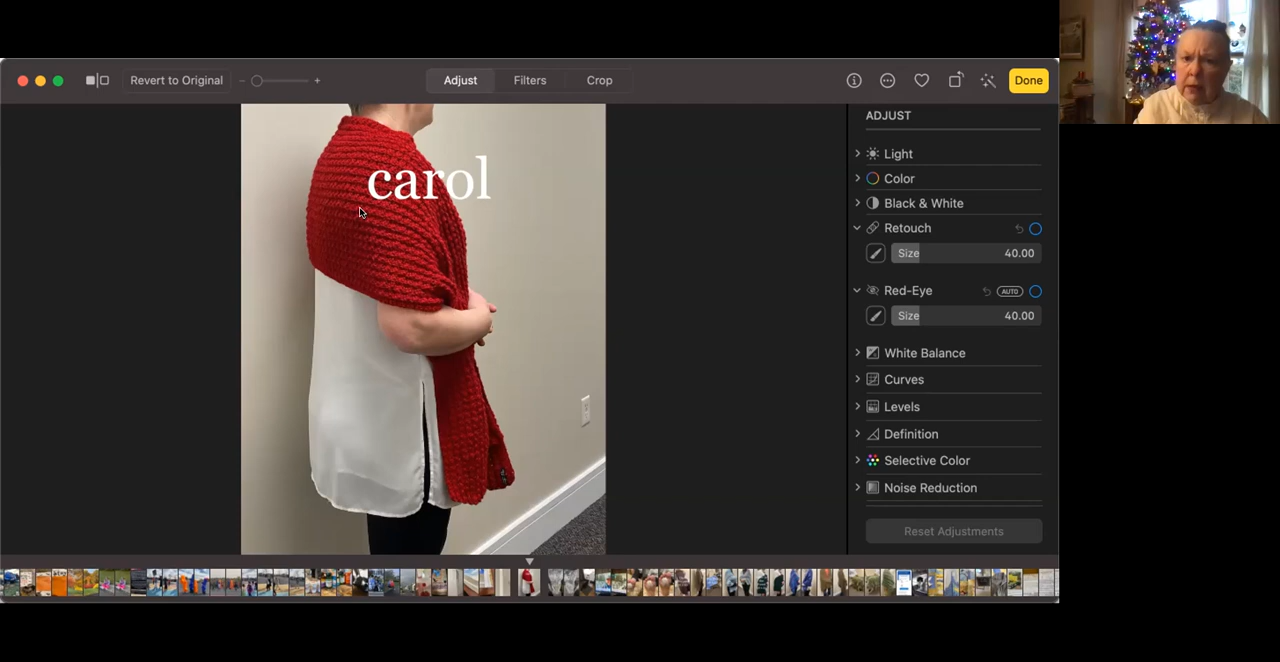 Revert to Original
Adjust
Filters
Crop
Done
ADJUST
Light
Color
Black & White
Retouch
Size 40.00
Red-Eye AUTO
Size 40.00
White Balance
Curves
Levels
Definition
Selective Color
Noise Reduction
Reset Adjustments
carol